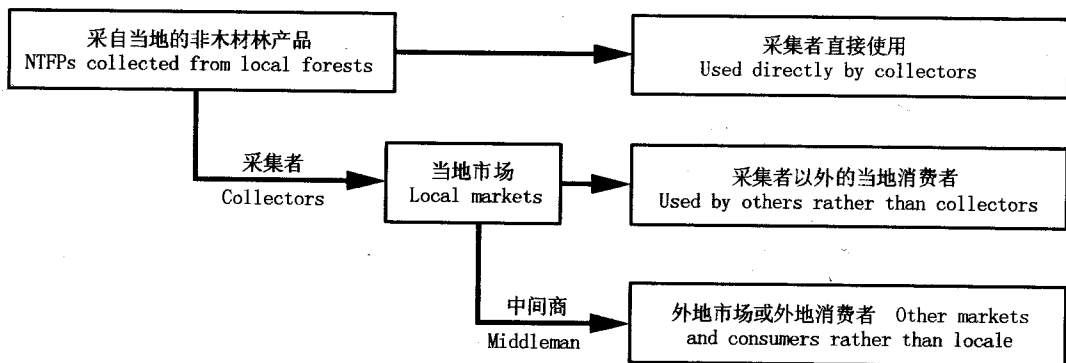 采自当地的非木材林产品
NTFPs collected from local forests
采集者直接使用
Used directly by collectors
采集者
Collectors
当地市场
Local markets
采集者以外的当地消费者
Used by others rather than collectors
中间商
Middleman
外地市场或外地消费者 Other markets
and consumers rather than locale